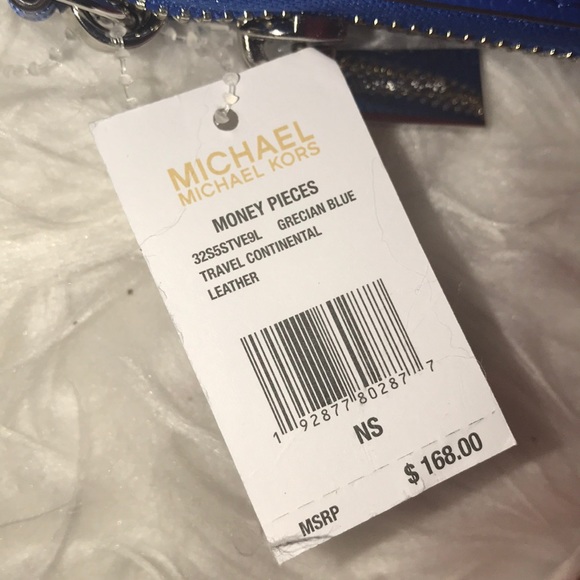 MICHAEL
MICHAEL KORS
MONEY PIECES
32S5STVE9L GRECIAN BLUE
TRAVEL CONTINENTAL
LEATHER
1 92877 80287 7
NS
$ 168.00
MSRP